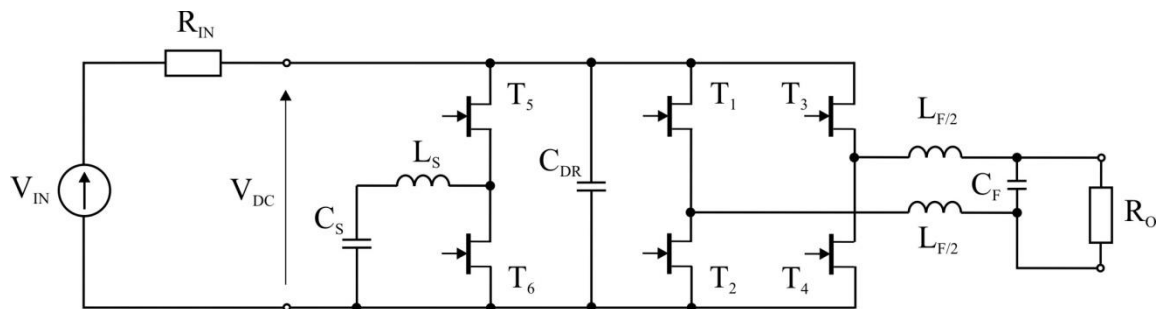 R_IN
T_5
T_1
T_3
L_F/2
L_S
C_DR
C_F
V_IN
V_DC
C_S
R_O
L_F/2
T_6
T_2
T_4